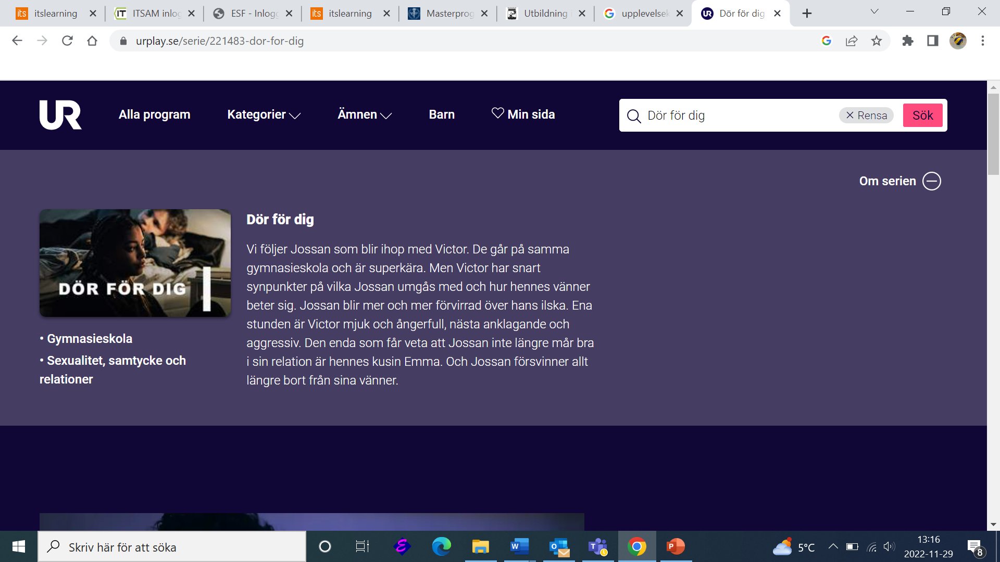 itslearning
ITSAM inlog
ESF - Inlogg
itslearning
Masterprog
Utbildning i
upplevelsek
Dör för dig
urplay.se/serie/221483-dor-for-dig
UR
Alla program
Kategorier
Ämnen
Barn
Min sida
Dör för dig
Rensa
Sök
Om serien
DÖR FÖR DIG
• Gymnasieskola
• Sexualitet, samtycke och
relationer
Dör för dig
Vi följer Jossan som blir ihop med Victor. De går på samma
gymnasieskola och är superkära. Men Victor har snart
synpunkter på vilka Jossan umgås med och hur hennes vänner
beter sig. Jossan blir mer och mer förvirrad över hans ilska. Ena
stunden är Victor mjuk och ångerfull, nästa anklagande och
aggressiv. Den enda som får veta att Jossan inte längre mår bra
i sin relation är hennes kusin Emma. Och Jossan försvinner allt
längre bort från sina vänner.
Skriv här för att söka
5°C
13:16
2022-11-29
8